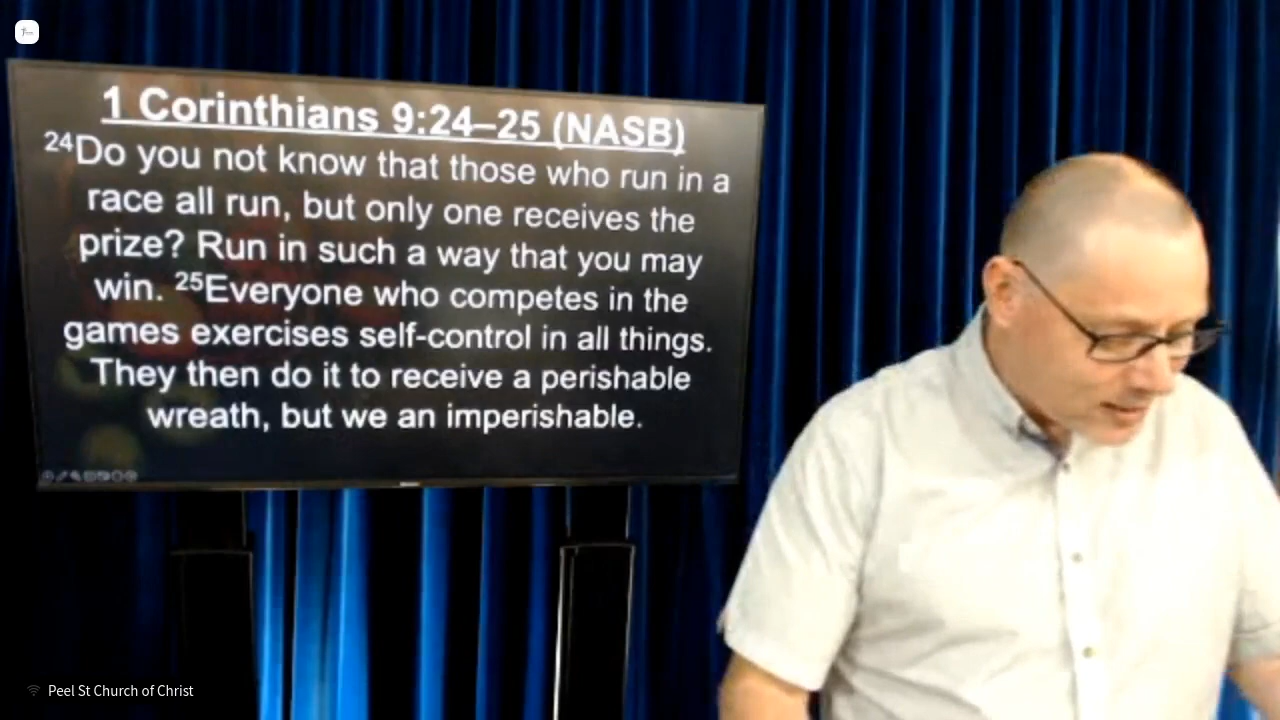 1 Corinthians 9:24–25 (NASB)
24Do you not know that those who run in a
race all run, but only one receives the
prize? Run in such a way that you may
win. 25Everyone who competes in the
games exercises self-control in all things.
They then do it to receive a perishable
wreath, but we an imperishable.
Peel St Church of Christ